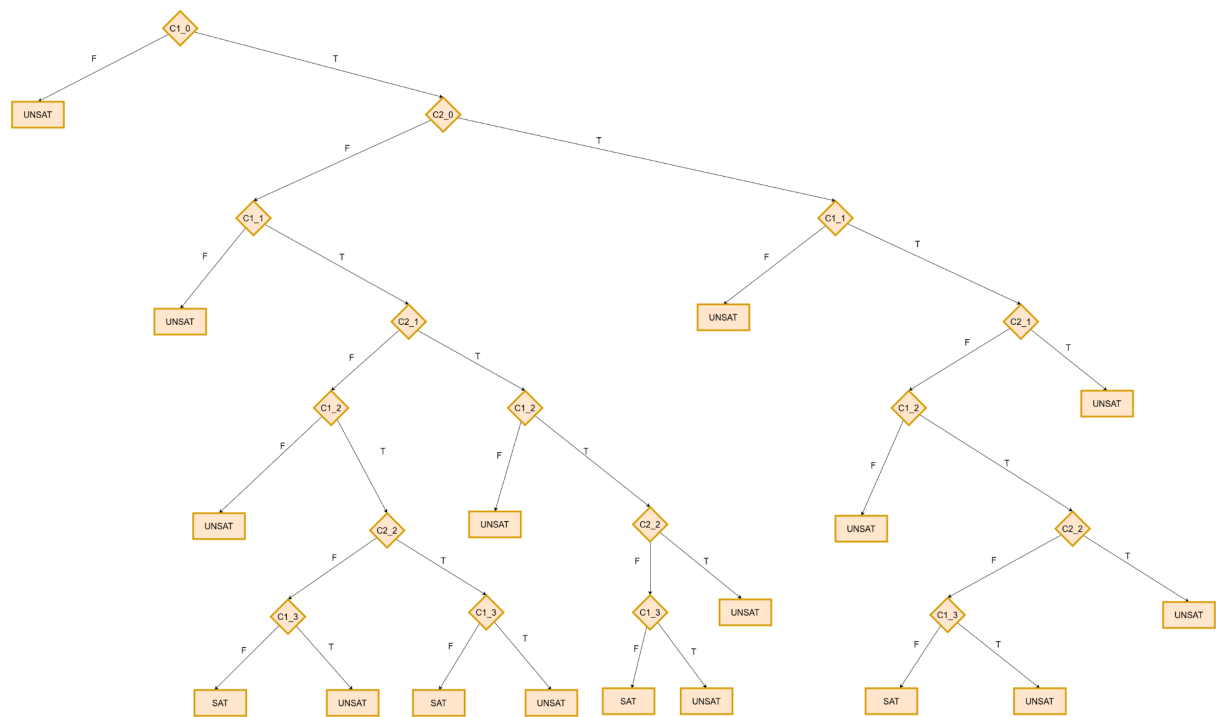 C1_0
F
T
UNSAT
C2_0
F
T
C1_1
C1_1
F
T
F
T
UNSAT
C2_1
UNSAT
C2_1
F
T
F
T
C1_2
C1_2
C1_2
UNSAT
F
T
F
T
F
T
UNSAT
C2_2
UNSAT
C2_2
UNSAT
C2_2
F
T
F
T
F
T
C1_3
C1_3
C1_3
UNSAT
C1_3
UNSAT
F
T
F
T
F
T
F
T
SAT
UNSAT
SAT
UNSAT
SAT
UNSAT
SAT
UNSAT